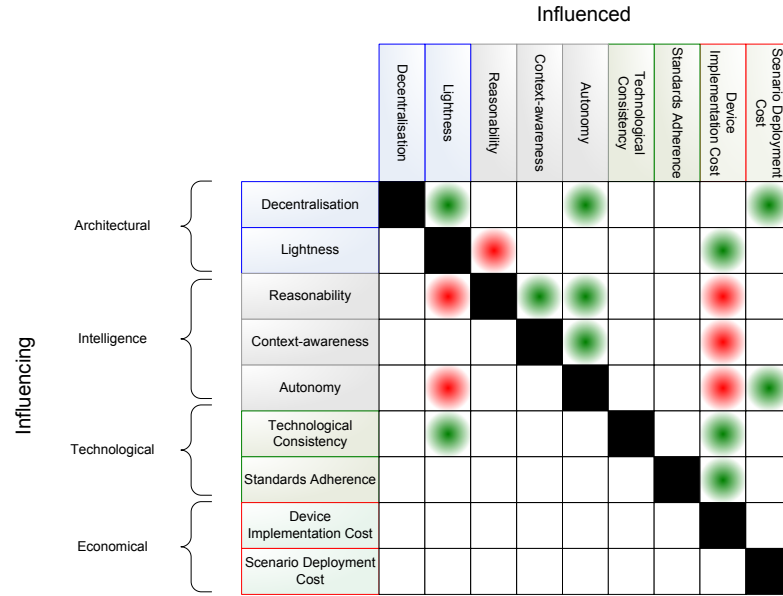 Influenced
Decentralisation
Lightness
Reasonability
Context-awareness
Autonomy
Technological
Consistency
Standards Adherence
Device
Implementation Cost
Scenario Deployment
Cost
Influencing
Architectural
Decentralisation
Lightness
Intelligence
Reasonability
Context-awareness
Autonomy
Technological
Technological
Consistency
Standards Adherence
Economical
Device
Implementation Cost
Scenario Deployment
Cost